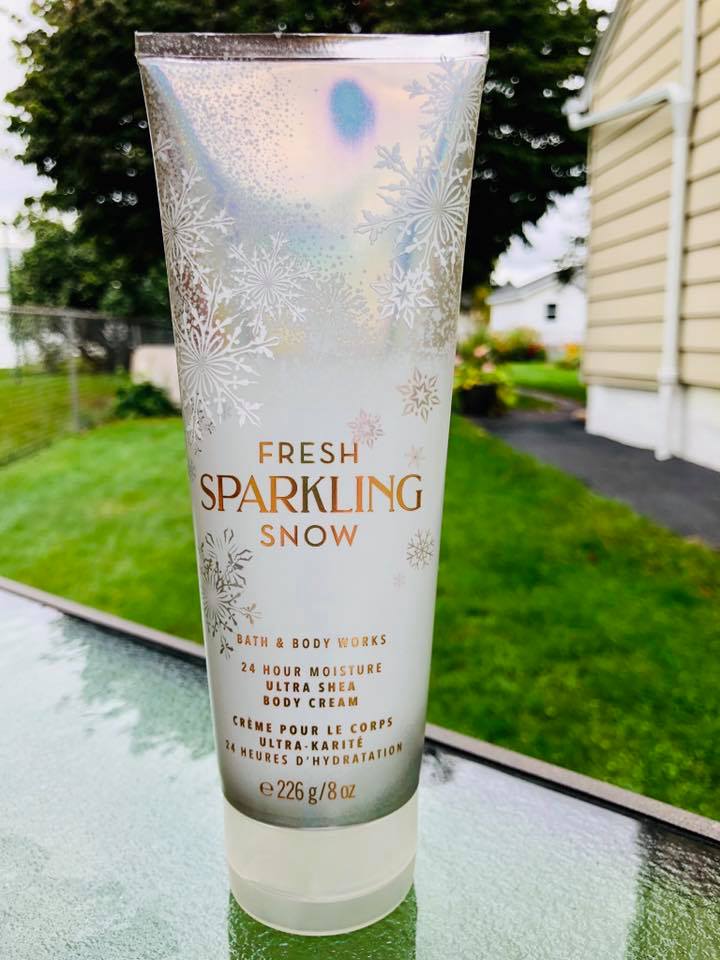 FRESH
SPARKLING
SNOW
BATH & BODY WORKS
24 HOUR MOISTURE
ULTRA SHEA
BODY CREAM
CRÈME POUR LE CORPS
ULTRA-KARITÉ
24 HEURES D'HYDRATATION
℮ 226 g/8 oz